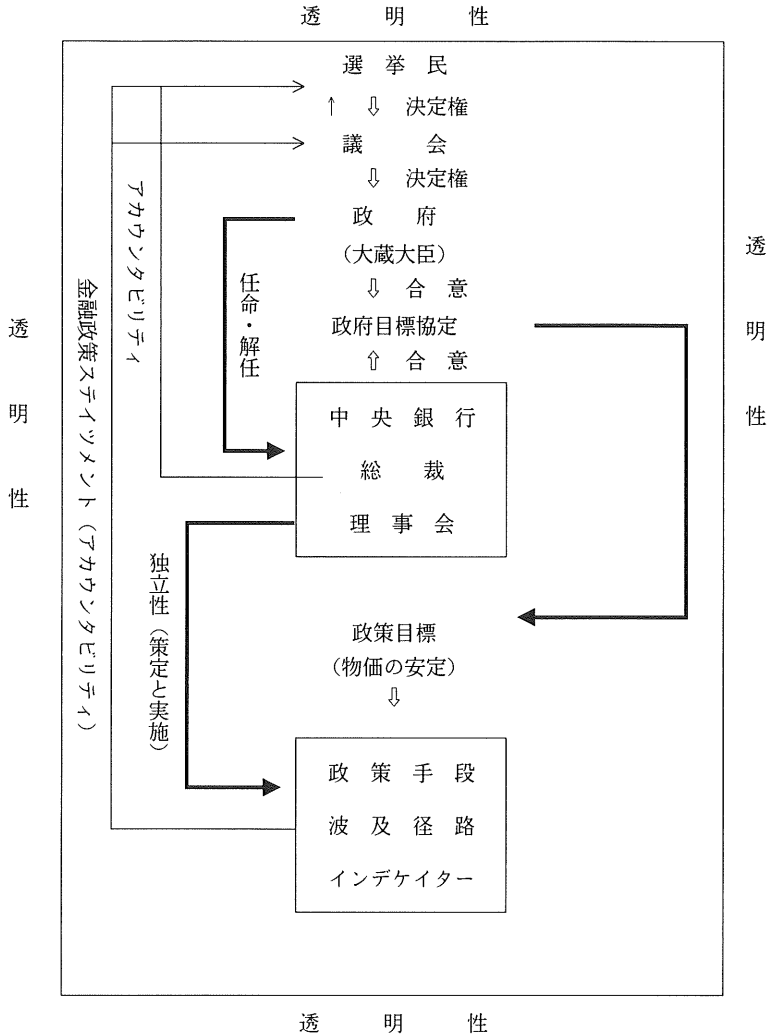 透明性
選挙民
↑ ⇩ 決定権
議会
⇩ 決定権
政府
（大蔵大臣）
⇩ 合意
政府目標協定
⇧ 合意
中央銀行
総裁
理事会
政策目標
（物価の安定）
⇩
政策手段
波及径路
インデケイター
任命・解任
アカウンタビリティ
独立性（策定と実施）
金融政策ステイツメント（アカウンタビリティ）
透明性
透明性
透明性